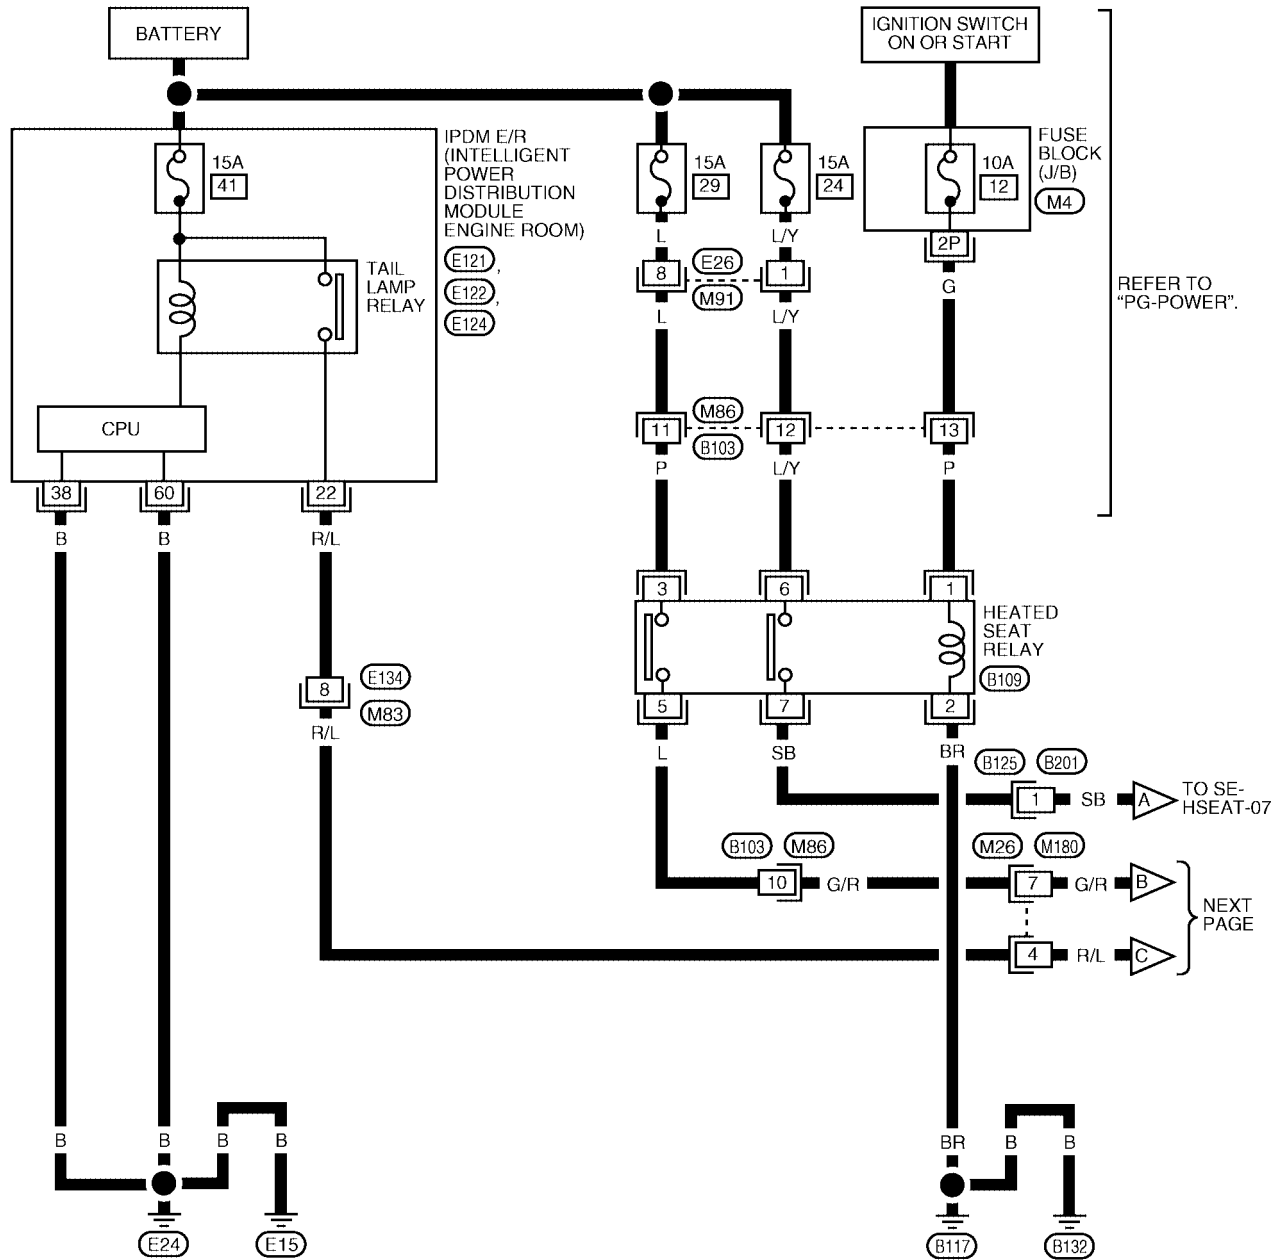 BATTERY
IGNITION SWITCH
ON OR START
IPDM E/R
(INTELLIGENT
POWER
DISTRIBUTION
MODULE
ENGINE ROOM)
E121 ,
E122 ,
E124
15A
41
15A
29
15A
24
10A
12
FUSE
BLOCK
(J/B)
M4
2P
TAIL
LAMP
RELAY
L
L/Y
G
8
E26
M91
1
REFER TO
"PG-POWER".
L
L/Y
CPU
11
M86
B103
12
13
P
L/Y
P
38
60
22
B
B
R/L
3
6
1
HEATED
SEAT
RELAY
B109
8
E134
M83
R/L
5
7
2
L
SB
BR
B125
B201
1
SB
A
TO SE-
HSEAT-07
B103
M86
M26
M180
10
G/R
7
G/R
B
NEXT
PAGE
4
R/L
C
B
B
B
B
BR
B
B
E24
E15
B117
B132